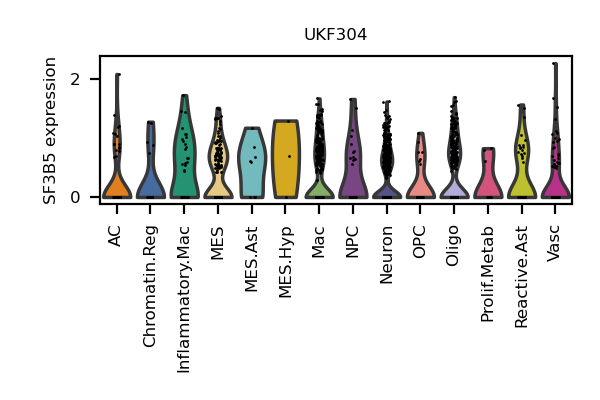 UKF304
SF3B5 expression
2
0
AC
Chromatin.Reg
Inflammatory.Mac
MES
MES.Ast
MES.Hyp
Mac
NPC
Neuron
OPC
Oligo
Prolif.Metab
Reactive.Ast
Vasc